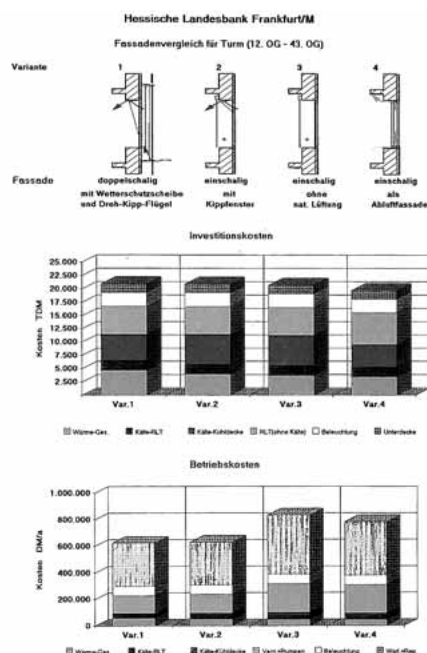 Hessische Landesbank Frankfurt/M
Fassadenvergleich für Turm (12. OG - 43. OG)
Variante 1 2 3 4
Fassade doppelschalig einschalig einschalig einschalig
mit Wetterschutzscheibe mit ohne als
und Dreh-Kipp-Flügel Kippfenster nat. Lüftung Abluftfassade
Investitionskosten
Kosten TDM
25.000
22.500
20.000
17.500
15.000
12.500
10.000
7.500
5.000
2.500
Var.1 Var.2 Var.3 Var.4
Wärme-Ges. Kälte-RLT Kälte-Kühldecke RLT(ohne Kälte) Beleuchtung Unterdecke
Betriebskosten
Kosten DM/a
1.000.000
800.000
600.000
400.000
200.000
0
Var.1 Var.2 Var.3 Var.4
Wärme-Ges. Kälte-RLT Kälte-Kühldecke Beleuchtung